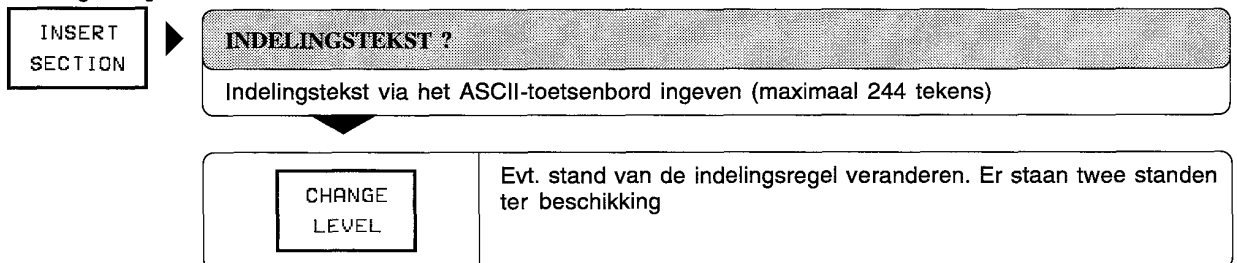 INSERT
SECTION
INDELINGSTEKST ?
Indelingstekst via het ASCII-toetsenbord ingeven (maximaal 244 tekens)
CHANGE
LEVEL
Evt. stand van de indelingsregel veranderen. Er staan twee standen
ter beschikking